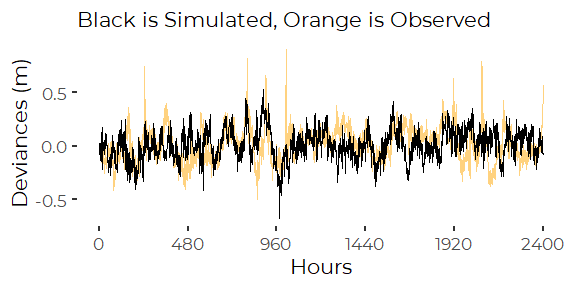 Black is Simulated, Orange is Observed
Deviances (m)
0.5
0.0
-0.5
0 480 960 1440 1920 2400
Hours